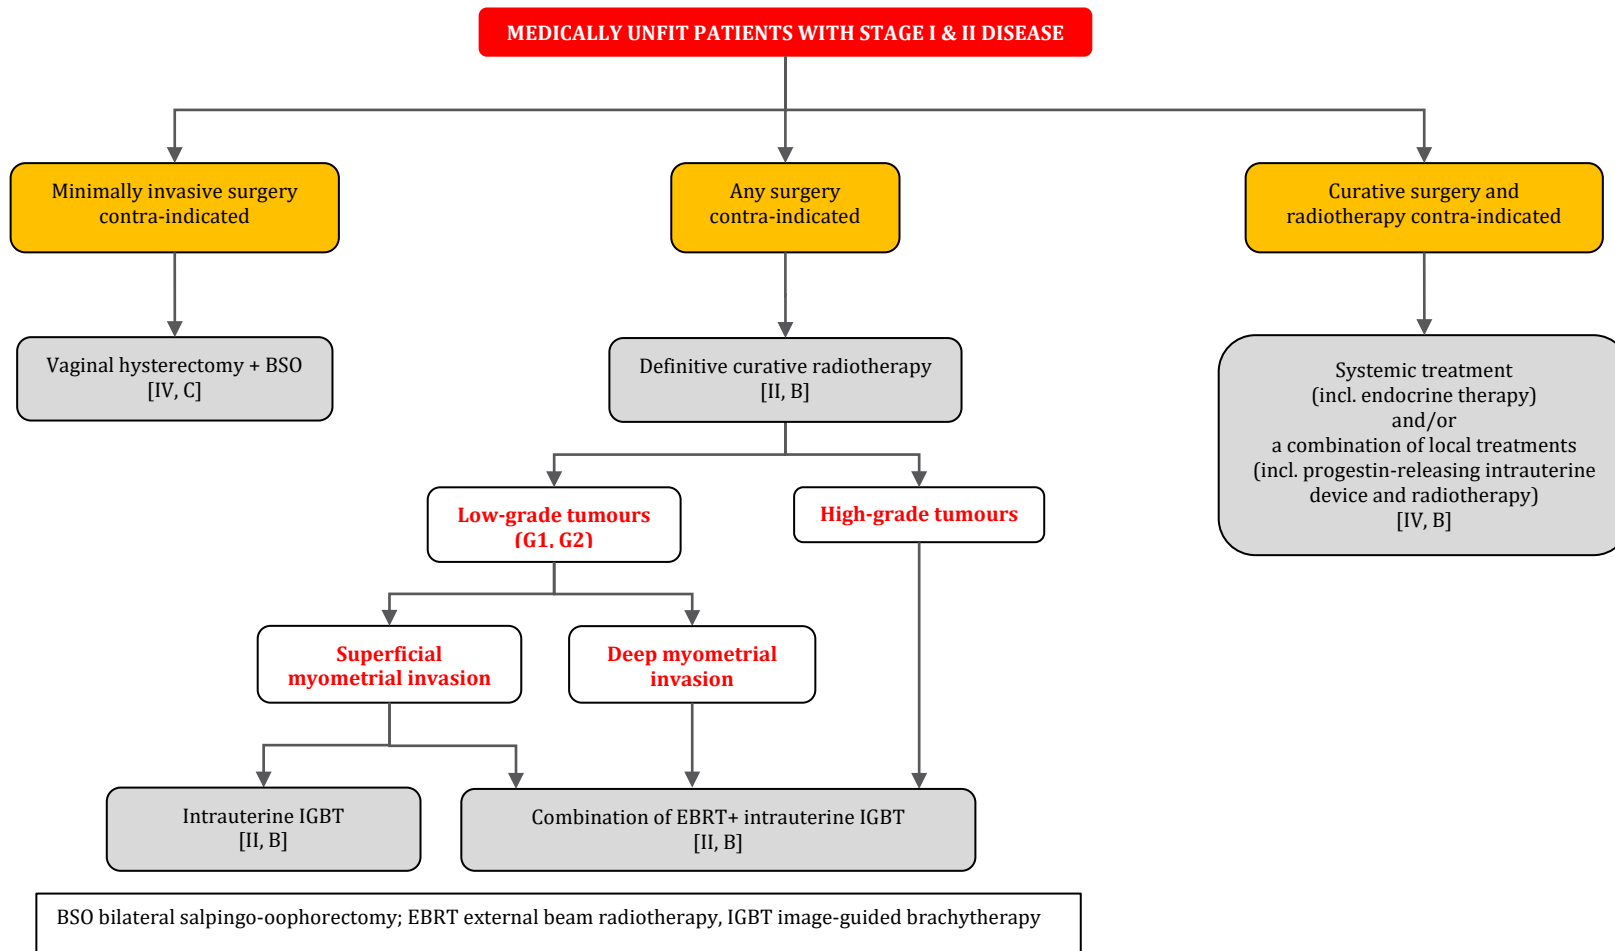 MEDICALLY UNFIT PATIENTS WITH STAGE I & II DISEASE
Minimally invasive surgery
contra-indicated
Any surgery
contra-indicated
Curative surgery and
radiotherapy contra-indicated
Vaginal hysterectomy + BSO
[IV, C]
Definitive curative radiotherapy
[II, B]
Systemic treatment
(incl. endocrine therapy)
and/or
a combination of local treatments
(incl. progestin-releasing intrauterine
device and radiotherapy)
[IV, B]
Low-grade tumours
(G1, G2)
High-grade tumours
Superficial
myometrial invasion
Deep myometrial
invasion
Intrauterine IGBT
[II, B]
Combination of EBRT+ intrauterine IGBT
[II, B]
BSO bilateral salpingo-oophorectomy; EBRT external beam radiotherapy, IGBT image-guided brachytherapy